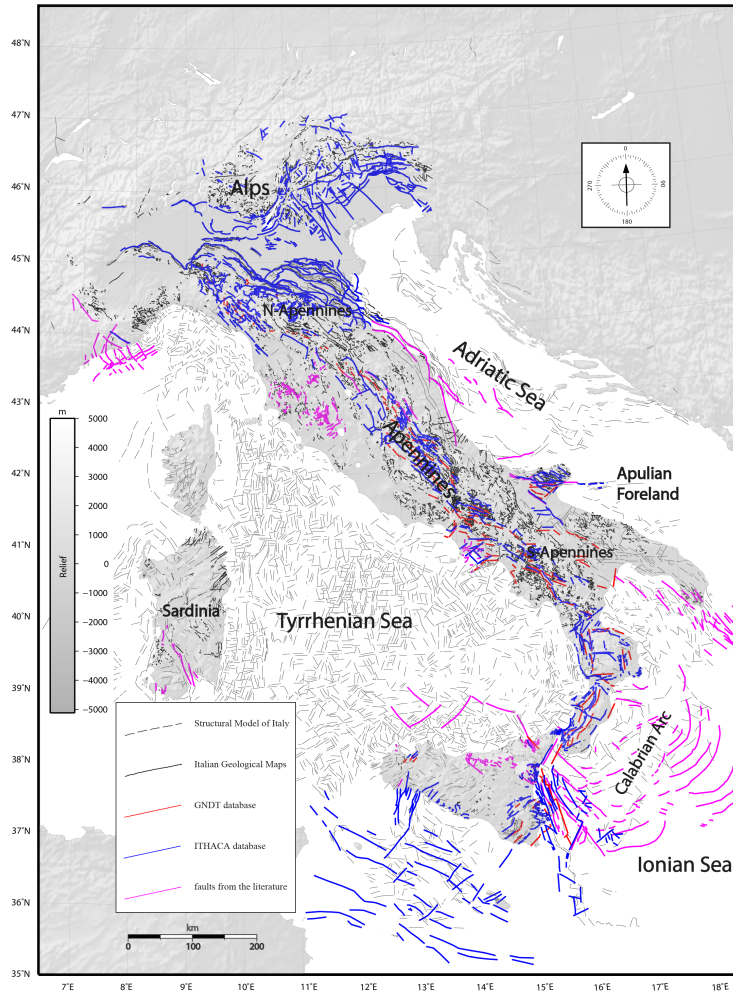 48°N
47°N
46°N
45°N
44°N
43°N
42°N
41°N
40°N
39°N
38°N
37°N
36°N
35°N
7°E
8°E
9°E
10°E
11°E
12°E
13°E
14°E
15°E
16°E
17°E
18°E
0
90
180
270
Alps
N-Apennines
Adriatic Sea
Apennines
Apulian
Foreland
S-Apennines
Sardinia
Tyrrhenian Sea
Calabrian Arc
Ionian Sea
m
5000
4000
3000
2000
1000
0
−1000
−2000
−3000
−4000
−5000
Relief
Structural Model of Italy
Italian Geological Maps
GNDT database
ITHACA database
faults from the literature
km
0
100
200